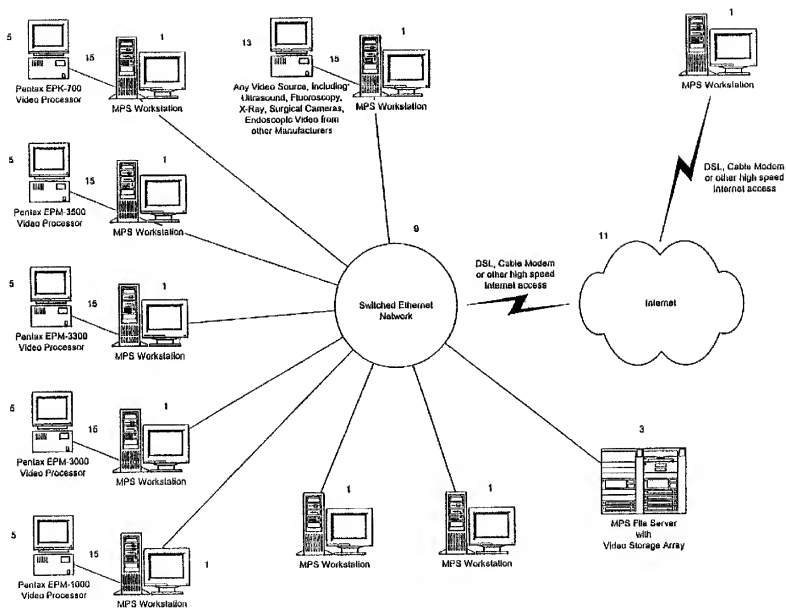 5
15
1
Pentax EPK-700
Video Processor
MPS Workstation
13
15
1
Any Video Source, Including
Ultrasound, Fluoroscopy,
X-Ray, Surgical Cameras,
Endoscopic Video from
other Manufacturers
MPS Workstation
1
MPS Workstation
DSL, Cable Modem
or other high speed
Internet access
5
15
1
Pentax EPM-3500
Video Processor
MPS Workstation
9
Switched Ethernet
Network
DSL, Cable Modem
or other high speed
Internet access
11
Internet
5
15
1
Pentax EPM-3300
Video Processor
MPS Workstation
5
15
1
Pentax EPM-3000
Video Processor
MPS Workstation
5
15
1
Pentax EPM-1000
Video Processor
MPS Workstation
1
MPS Workstation
1
MPS Workstation
3
MPS File Server
with
Video Storage Array